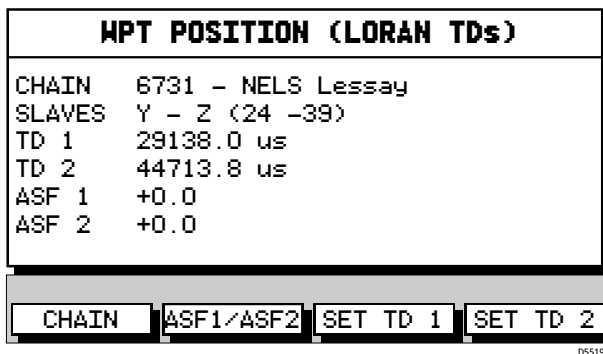 WPT POSITION (LORAN TDs)
CHAIN 6731 – NELS Lessay
SLAVES Y – Z (24 –39)
TD 1 29138.0 us
TD 2 44713.8 us
ASF 1 +0.0
ASF 2 +0.0
CHAIN ASF1/ASF2 SET TD 1 SET TD 2
D5519